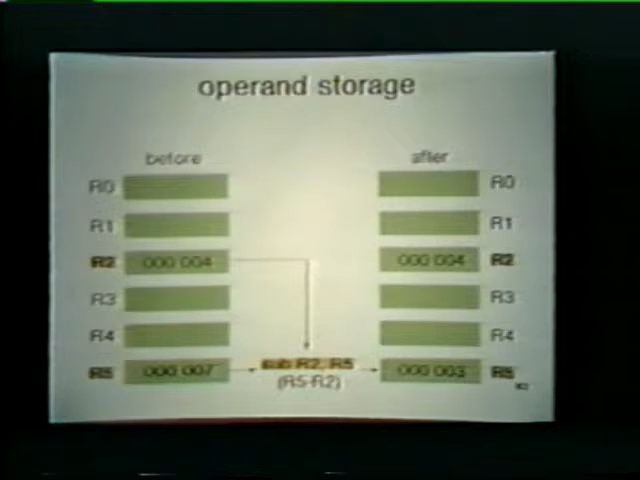 operand storage
before after
R0 R0
R1 R1
R2 000 004 000 004 R2
R3 R3
R4 R4
R5 000 007 sub R2, R5 000 003 R5
(R5-R2)